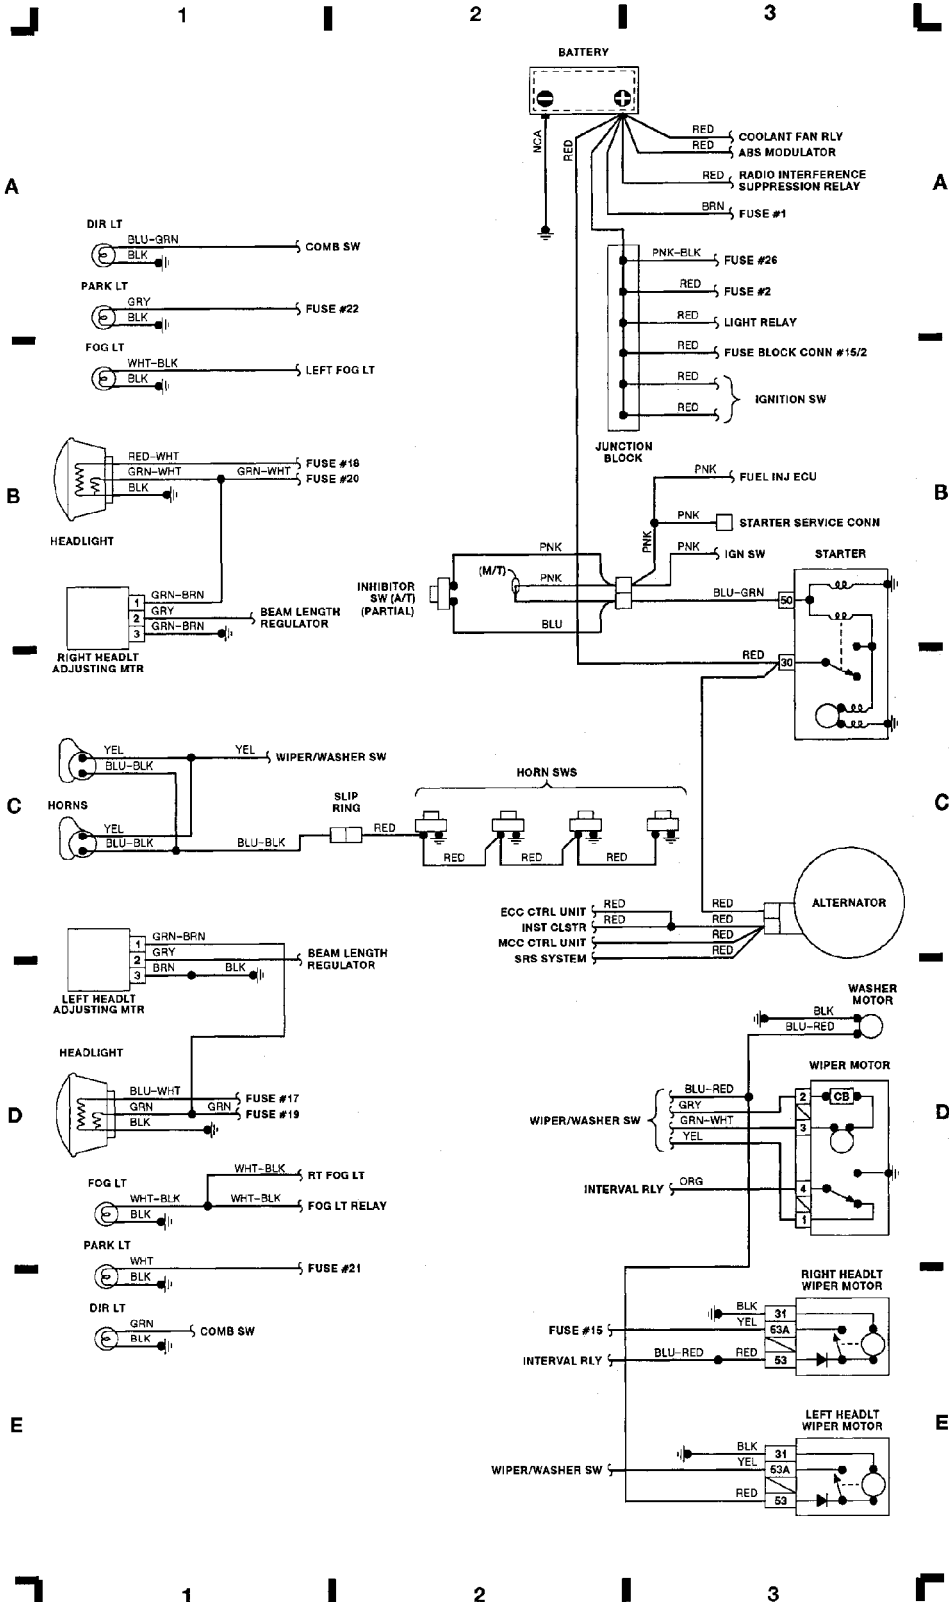 1 2 3
BATTERY
NCA
RED
RED COOLANT FAN RLY
RED ABS MODULATOR
A A
RED RADIO INTERFERENCE
SUPPRESSION RELAY
BRN FUSE #1
DIR LT
BLU-GRN COMB SW
BLK
PNK-BLK FUSE #26
PARK LT
GRY FUSE #22
BLK
RED FUSE #2
RED LIGHT RELAY
FOG LT
WHT-BLK LEFT FOG LT
BLK
RED FUSE BLOCK CONN #15/2
RED
IGNITION SW
RED
JUNCTION
BLOCK
RED-WHT FUSE #18
GRN-WHT GRN-WHT FUSE #20
BLK
HEADLIGHT
B B
PNK FUEL INJ ECU
PNK STARTER SERVICE CONN
PNK
PNK IGN SW
STARTER
PNK
(M/T)
PNK
INHIBITOR
SW (A/T)
(PARTIAL)
BLU-GRN 50
BLU
1 GRN-BRN
2 GRY BEAM LENGTH
REGULATOR
3 GRN-BRN
RIGHT HEADLT
ADJUSTING MTR
RED 30
YEL YEL WIPER/WASHER SW
BLU-BLK
HORNS
YEL
BLU-BLK BLU-BLK
C C
SLIP
RING
RED
HORN SWS
RED RED RED
ALTERNATOR
ECC CTRL UNIT RED RED
INST CLSTR RED RED
MCC CTRL UNIT RED
SRS SYSTEM RED
1 GRN-BRN
2 GRY BEAM LENGTH
REGULATOR
3 BRN BLK
LEFT HEADLT
ADJUSTING MTR
WASHER
MOTOR
BLK
BLU-RED
HEADLIGHT
BLU-WHT FUSE #17
GRN GRN FUSE #19
BLK
D D
WIPER MOTOR
BLU-RED 2 CB
GRY
WIPER/WASHER SW
GRN-WHT 3
YEL
INTERVAL RLY ORG 4
1
FOG LT
WHT-BLK RT FOG LT
WHT-BLK WHT-BLK FOG LT RELAY
BLK
PARK LT
WHT FUSE #21
BLK
DIR LT
GRN COMB SW
BLK
RIGHT HEADLT
WIPER MOTOR
BLK 31
FUSE #15 YEL 53A
INTERVAL RLY BLU-RED RED 53
E E
LEFT HEADLT
WIPER MOTOR
BLK 31
WIPER/WASHER SW YEL 53A
RED 53
1 2 3